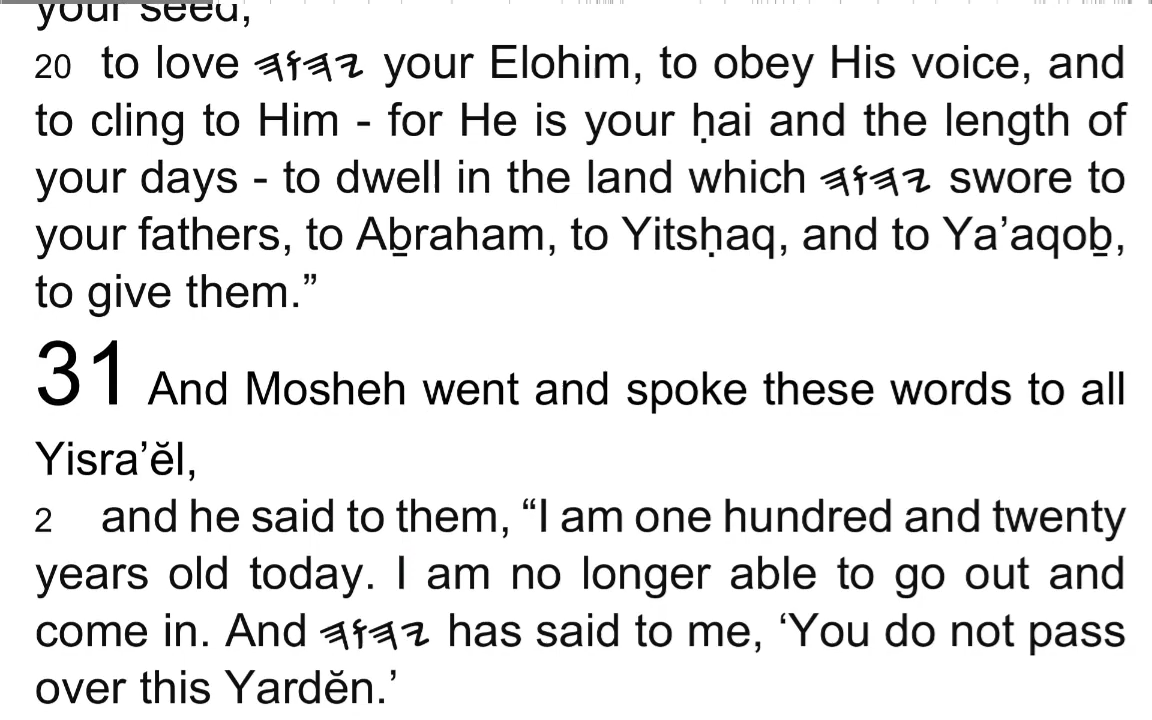 your seed,
20 to love 𐤉𐤄𐤅𐤄 your Elohim, to obey His voice, and
to cling to Him - for He is your ḥai and the length of
your days - to dwell in the land which 𐤉𐤄𐤅𐤄 swore to
your fathers, to Aḇraham, to Yitsḥaq, and to Ya’aqoḇ,
to give them.”
31 And Mosheh went and spoke these words to all
Yisra’ĕl,
2 and he said to them, “I am one hundred and twenty
years old today. I am no longer able to go out and
come in. And 𐤉𐤄𐤅𐤄 has said to me, ‘You do not pass
over this Yardĕn.’